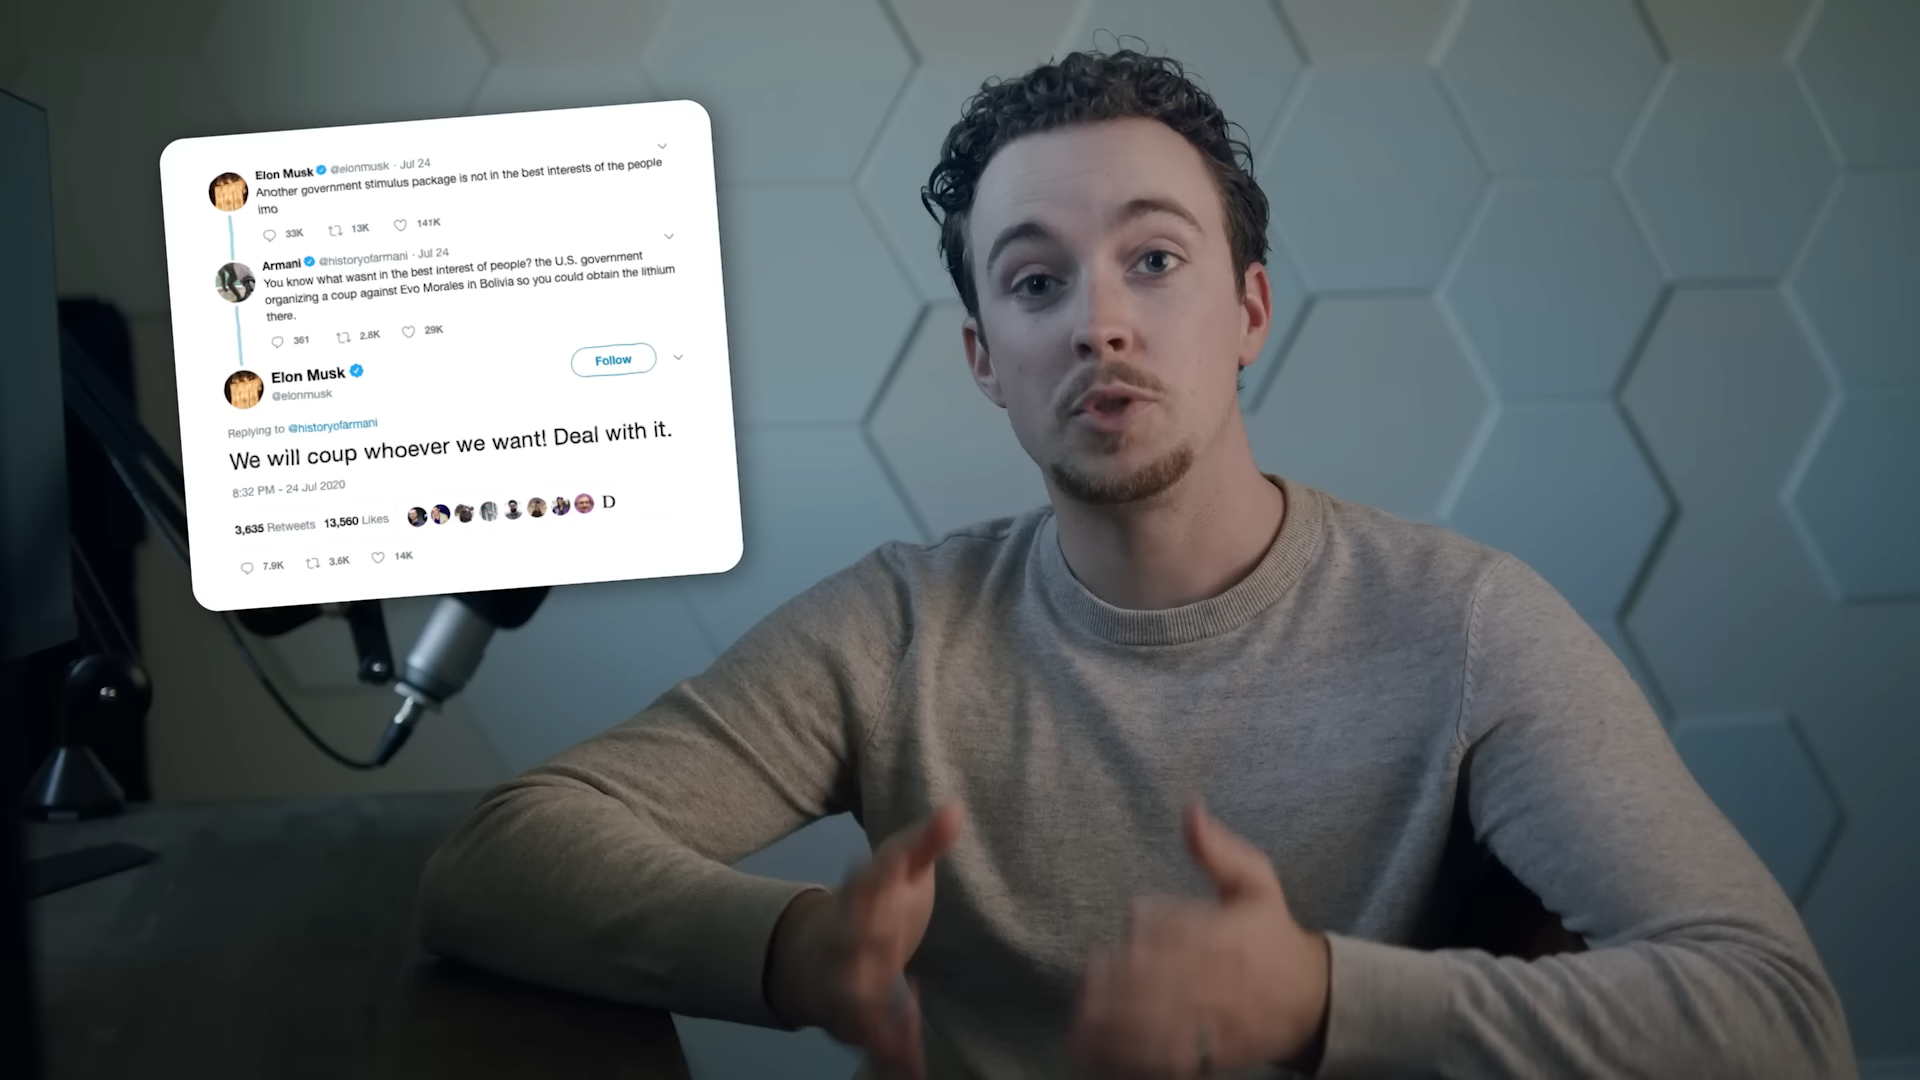 Elon Musk @elonmusk · Jul 24
Another government stimulus package is not in the best interests of the people
imo
33K 13K 141K
Armani @historyofarmani · Jul 24
You know what wasnt in the best interest of people? the U.S. government
organizing a coup against Evo Morales in Bolivia so you could obtain the lithium
there.
361 2.8K 29K
Elon Musk
@elonmusk
Follow
Replying to @historyofarmani
We will coup whoever we want! Deal with it.
8:32 PM - 24 Jul 2020
3,635 Retweets 13,560 Likes D
7.9K 3.6K 14K